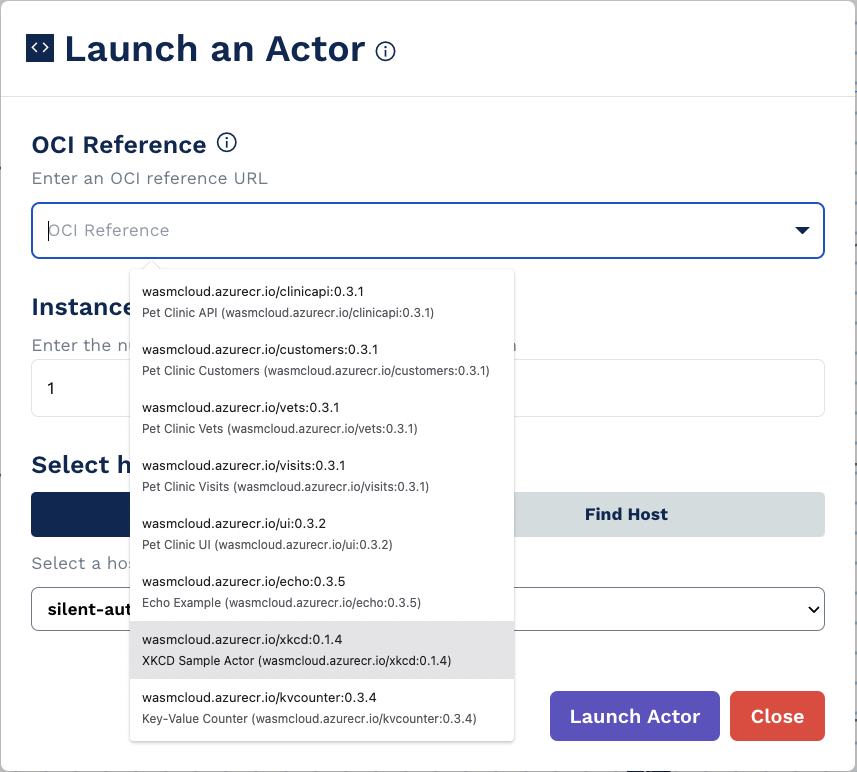 Launch an Actor
OCI Reference
Enter an OCI reference URL
OCI Reference
wasmcloud.azurecr.io/clinicapi:0.3.1
Pet Clinic API (wasmcloud.azurecr.io/clinicapi:0.3.1)
wasmcloud.azurecr.io/customers:0.3.1
Pet Clinic Customers (wasmcloud.azurecr.io/customers:0.3.1)
wasmcloud.azurecr.io/vets:0.3.1
Pet Clinic Vets (wasmcloud.azurecr.io/vets:0.3.1)
wasmcloud.azurecr.io/visits:0.3.1
Pet Clinic Visits (wasmcloud.azurecr.io/visits:0.3.1)
wasmcloud.azurecr.io/ui:0.3.2
Pet Clinic UI (wasmcloud.azurecr.io/ui:0.3.2)
wasmcloud.azurecr.io/echo:0.3.5
Echo Example (wasmcloud.azurecr.io/echo:0.3.5)
wasmcloud.azurecr.io/xkcd:0.1.4
XKCD Sample Actor (wasmcloud.azurecr.io/xkcd:0.1.4)
wasmcloud.azurecr.io/kvcounter:0.3.4
Key-Value Counter (wasmcloud.azurecr.io/kvcounter:0.3.4)
Instance
Enter the
1
Select
Find Host
Select a
silent-aut
Launch Actor
Close